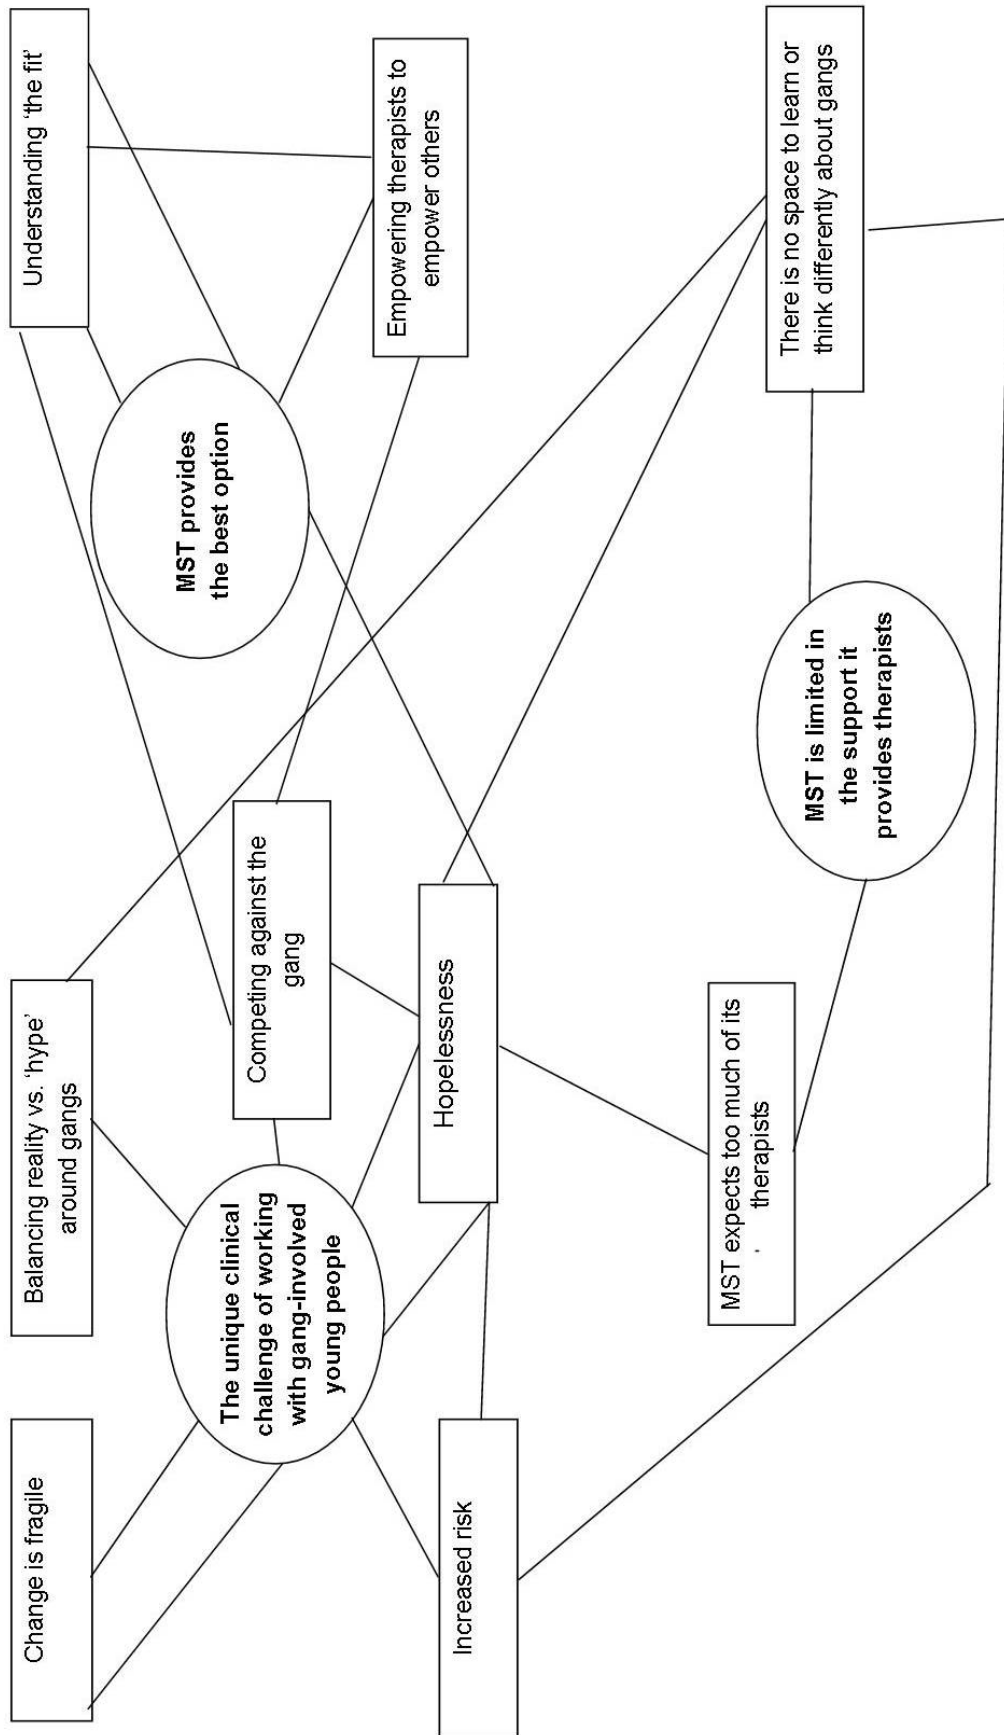 Change is fragile
Balancing reality vs. ‘hype’
around gangs
Understanding ‘the fit’
The unique clinical
challenge of working
with gang-involved
young people
Competing against the
gang
MST provides
the best option
Empowering therapists to
empower others
Increased risk
Hopelessness
MST expects too much of its
therapists
MST is limited in
the support it
provides therapists
There is no space to learn or
think differently about gangs